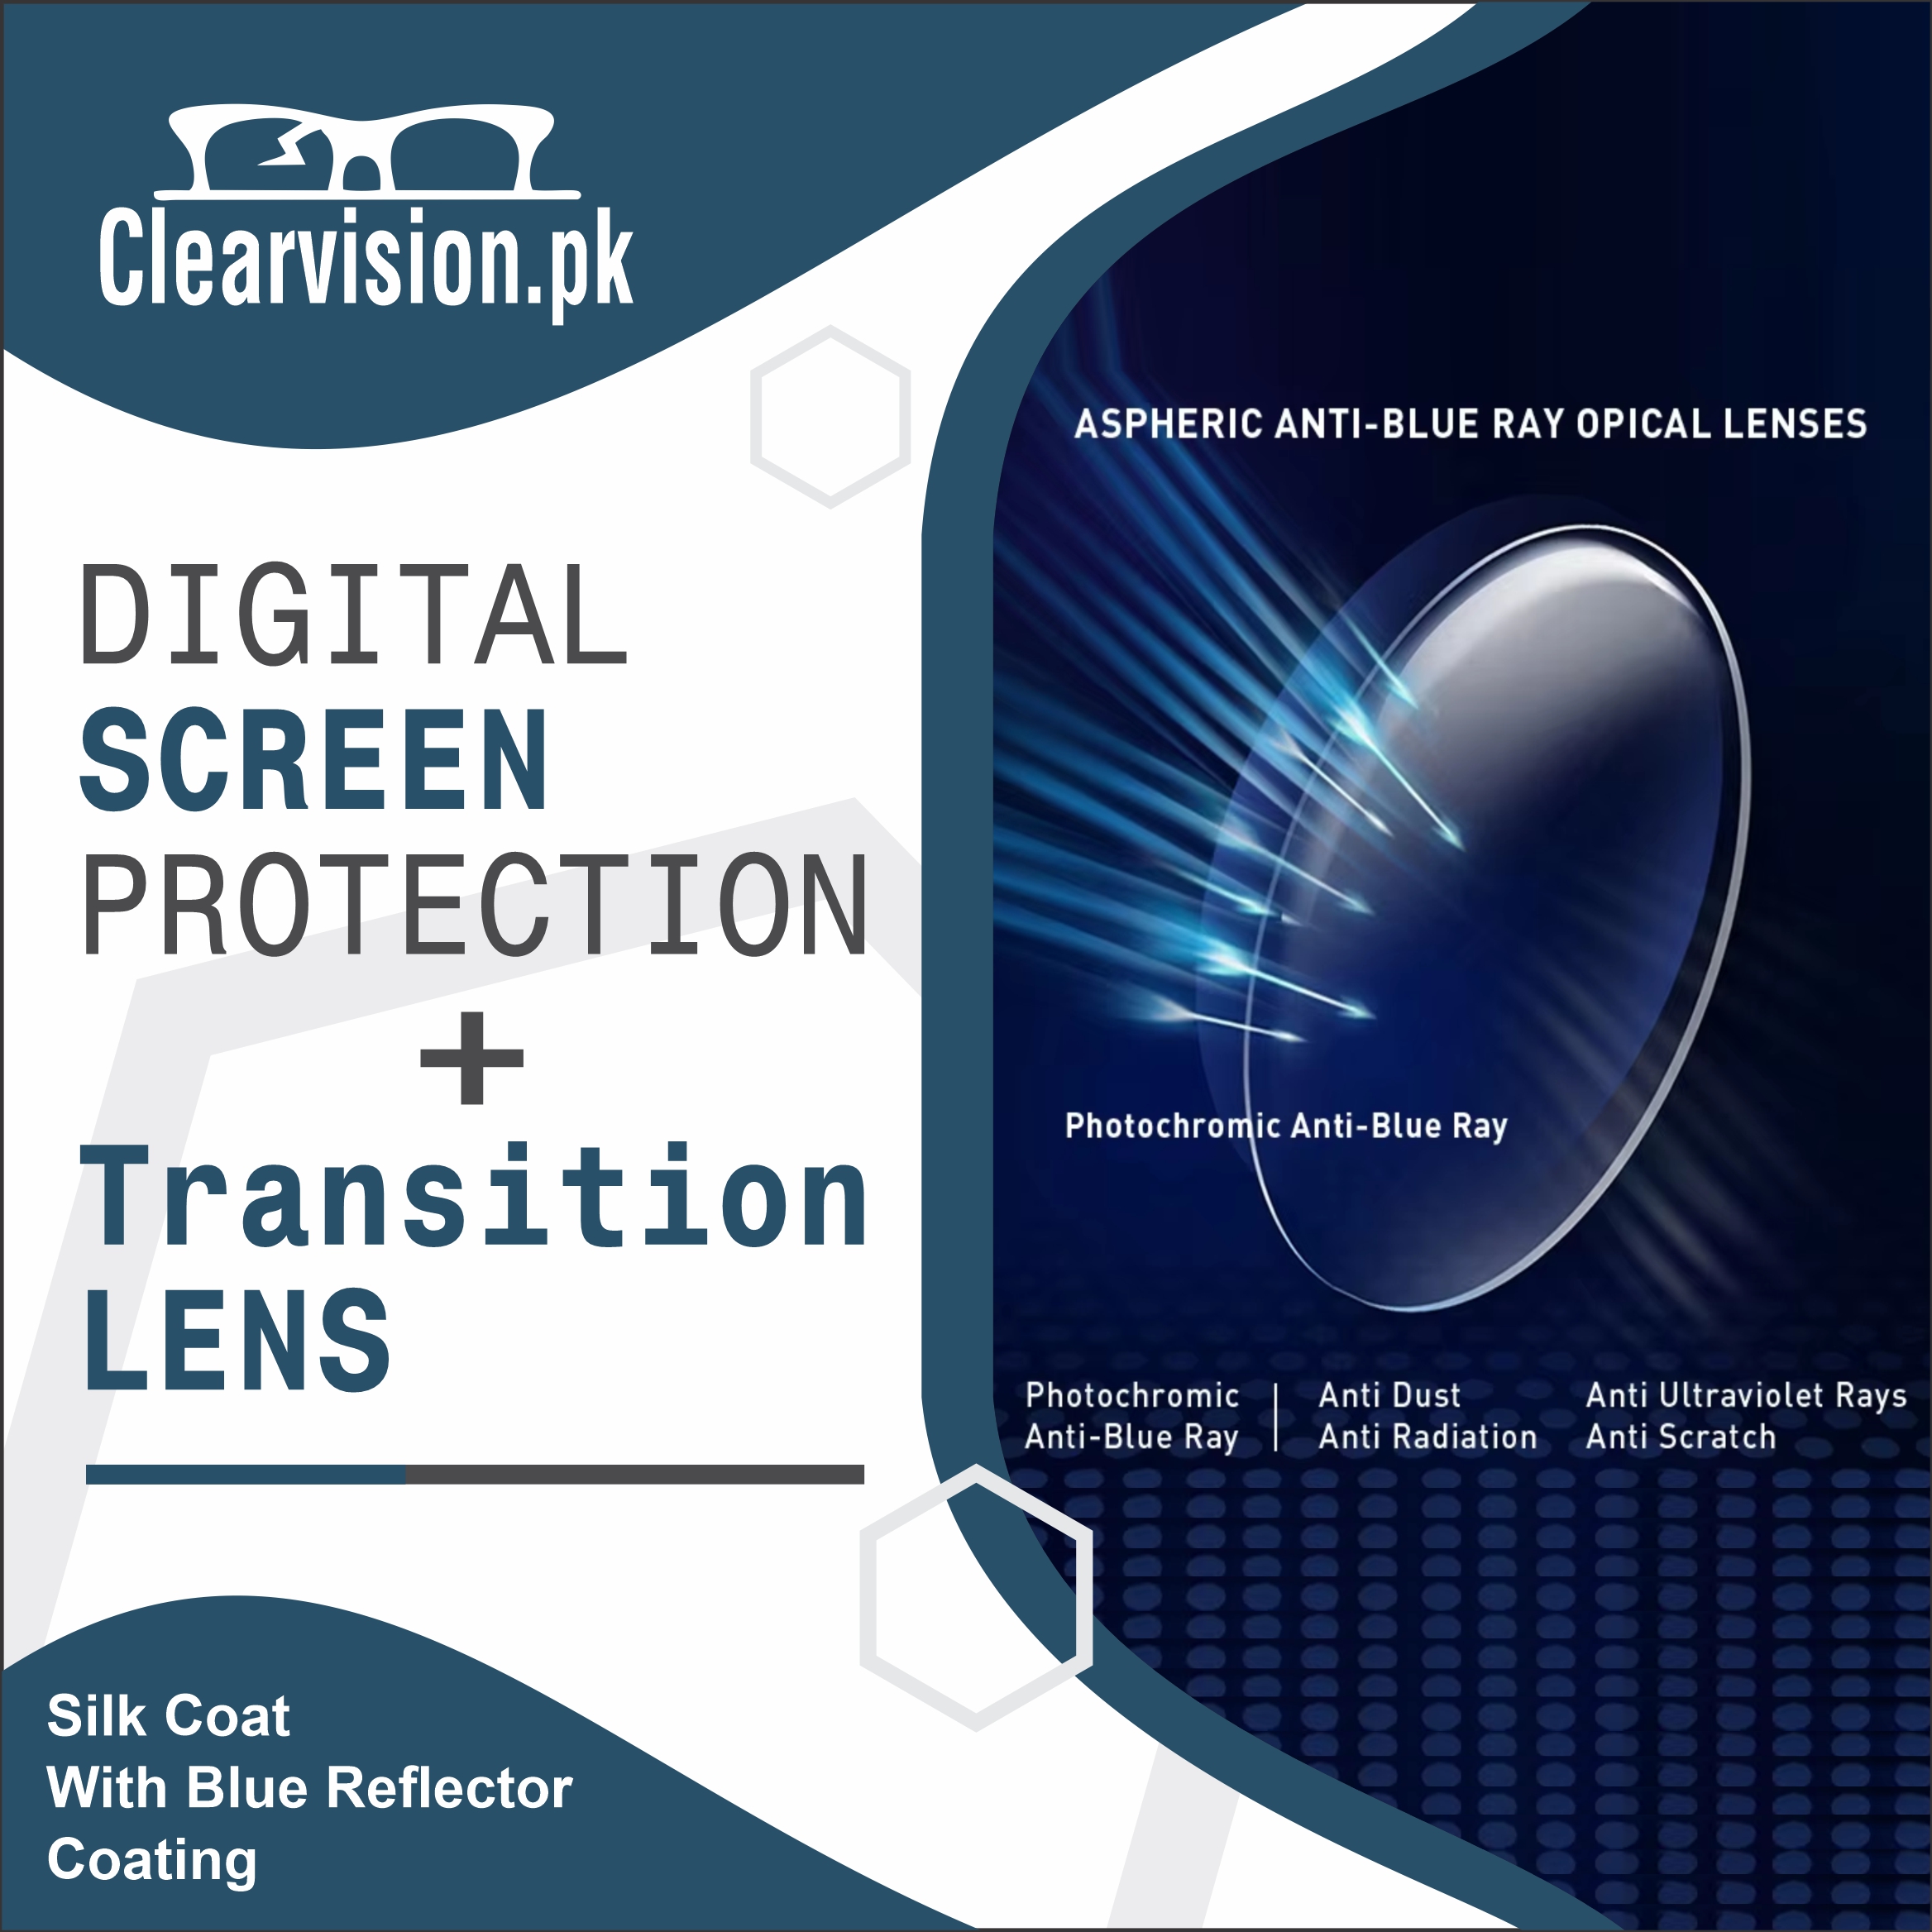 Clearvision.pk
DIGITAL
SCREEN
PROTECTION
+
Transition
LENS
Silk Coat
With Blue Reflector
Coating
ASPHERIC ANTI-BLUE RAY OPICAL LENSES
Photochromic Anti-Blue Ray
Photochromic
Anti-Blue Ray
Anti Dust
Anti Radiation
Anti Ultraviolet Rays
Anti Scratch